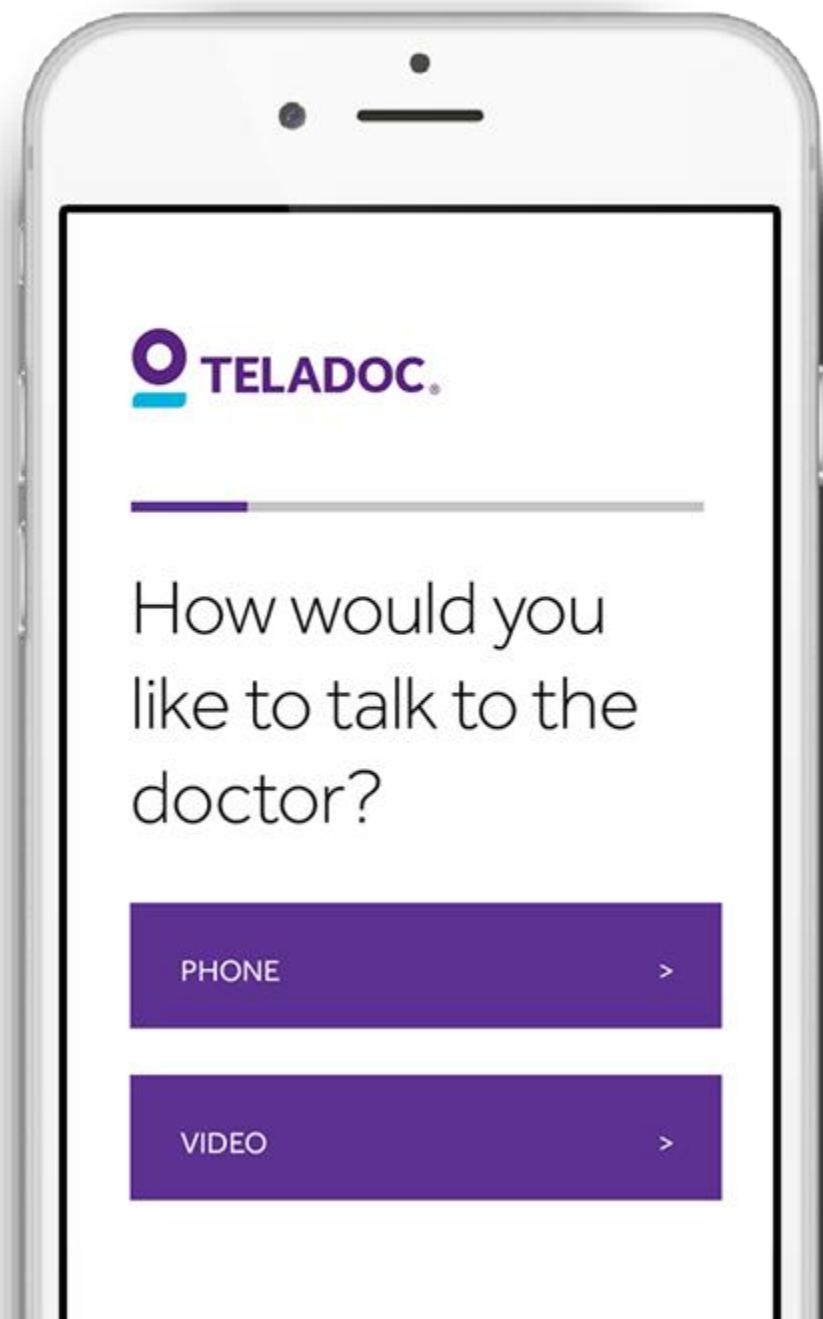 TELADOC®
How would you
like to talk to the
doctor?
PHONE >
VIDEO >